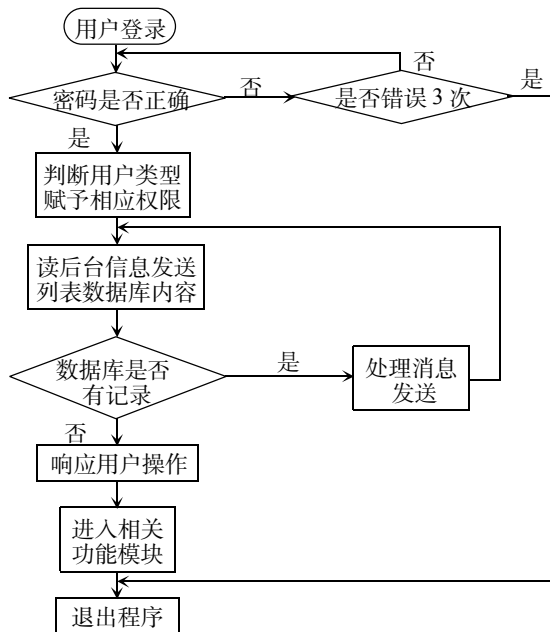 用户登录
否
是
密码是否正确
否
是否错误 3 次
是
判断用户类型
赋予相应权限
读后台信息发送
列表数据库内容
数据库是否
有记录
是
处理消息
发送
否
响应用户操作
进入相关
功能模块
退出程序